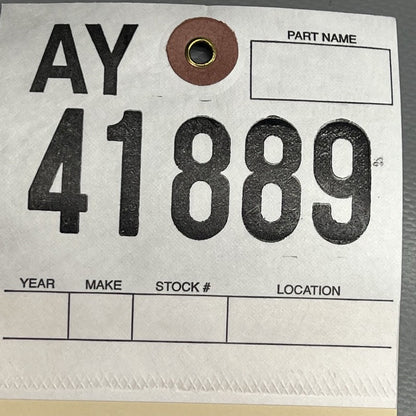 AY
PART NAME
41889
YEAR MAKE STOCK # LOCATION